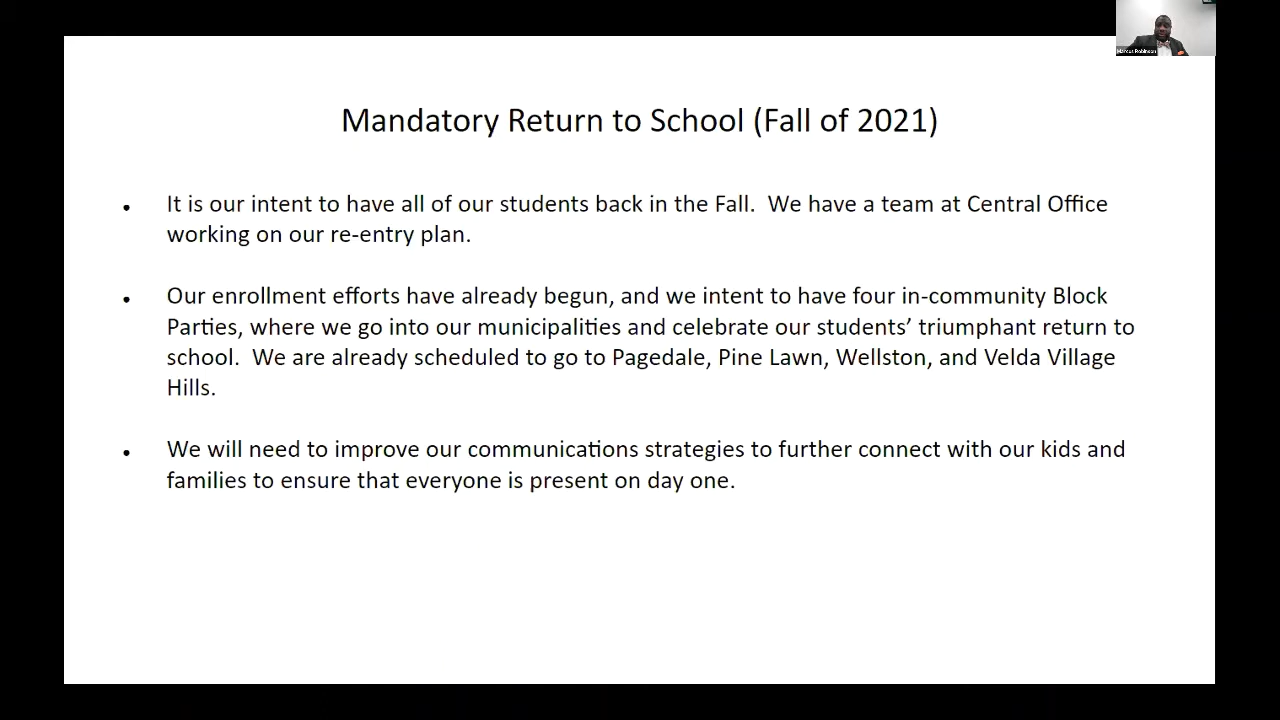 Marcus Robinson
Mandatory Return to School (Fall of 2021)
• It is our intent to have all of our students back in the Fall.  We have a team at Central Office
working on our re-entry plan.
• Our enrollment efforts have already begun, and we intent to have four in-community Block
Parties, where we go into our municipalities and celebrate our students’ triumphant return to
school.  We are already scheduled to go to Pagedale, Pine Lawn, Wellston, and Velda Village
Hills.
• We will need to improve our communications strategies to further connect with our kids and
families to ensure that everyone is present on day one.